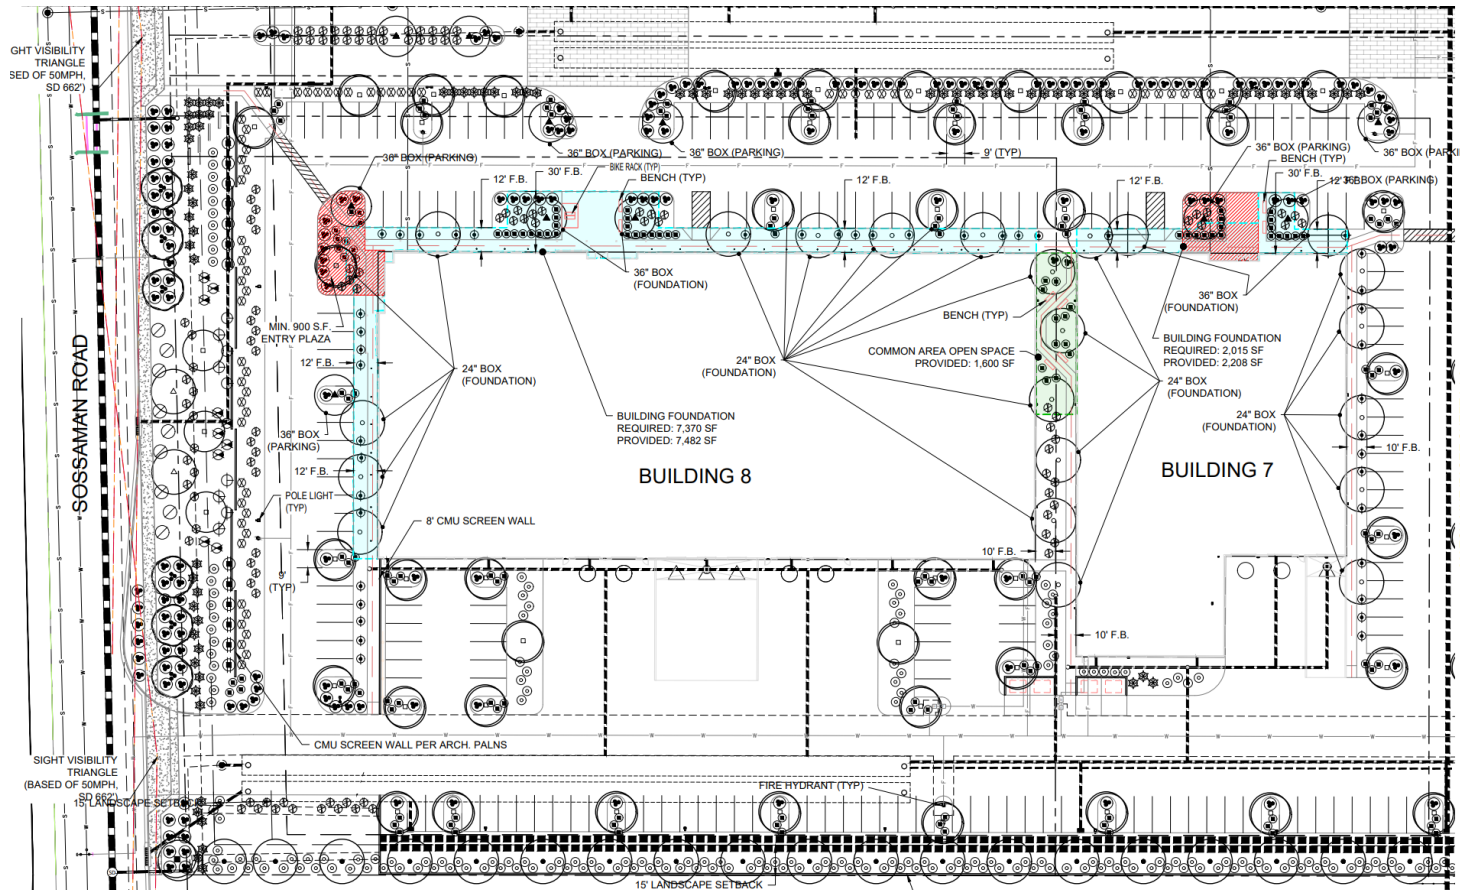 GHT VISIBILITY
TRIANGLE
SED OF 50MPH,
SD 662')
36" BOX (PARKING)
36" BOX (PARKING)
36" BOX (PARKING)
9' (TYP)
36" BOX (PARKING)
BENCH (TYP)
36" BOX (PARKI
12' F.B.
30' F.B.
BIKE RACK (TYP)
BENCH (TYP)
12' F.B.
12' F.B.
30' F.B.
12' F.B.
36" BOX (PARKING)
36" BOX
(FOUNDATION)
36" BOX
(FOUNDATION)
BENCH (TYP)
MIN. 900 S.F.
ENTRY PLAZA
12' F.B.
24" BOX
(FOUNDATION)
24" BOX
(FOUNDATION)
COMMON AREA OPEN SPACE
PROVIDED: 1,600 SF
BUILDING FOUNDATION
REQUIRED: 2,015 SF
PROVIDED: 2,208 SF
24" BOX
(FOUNDATION)
24" BOX
(FOUNDATION)
BUILDING FOUNDATION
REQUIRED: 7,370 SF
PROVIDED: 7,482 SF
36" BOX
(PARKING)
12' F.B.
10' F.B.
BUILDING 8
BUILDING 7
SOSSAMAN ROAD
POLE LIGHT
(TYP)
8' CMU SCREEN WALL
10' F.B.
9'
(TYP)
10' F.B.
CMU SCREEN WALL PER ARCH. PALNS
SIGHT VISIBILITY
TRIANGLE
(BASED OF 50MPH,
SD 662')
15' LANDSCAPE SETBACK
FIRE HYDRANT (TYP)
15' LANDSCAPE SETBACK